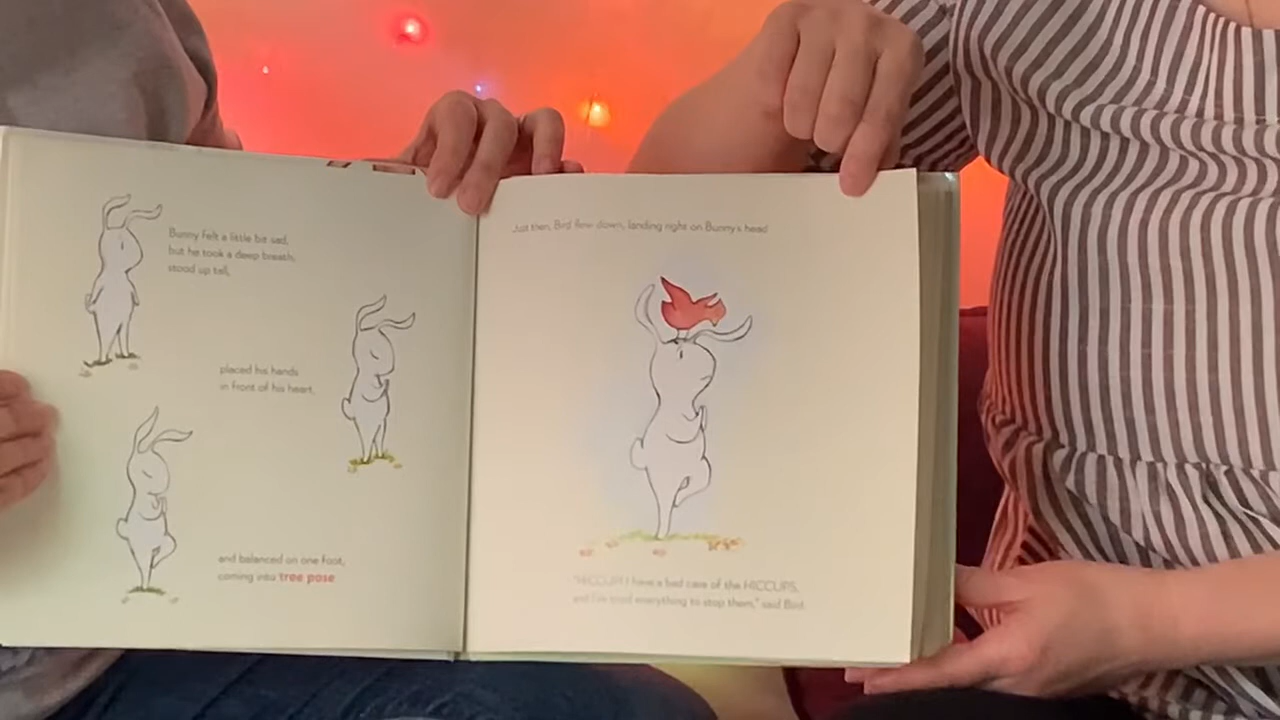 Bunny felt a little bit sad,
but he took a deep breath,
stood up tall,
placed his hands
in front of his heart,
and balanced on one foot,
coming into tree pose.
Just then, Bird flew down, landing right on Bunny's head.
"HICCUP! I have a bad case of the HICCUPS,
and I've tried everything to stop them," said Bird.